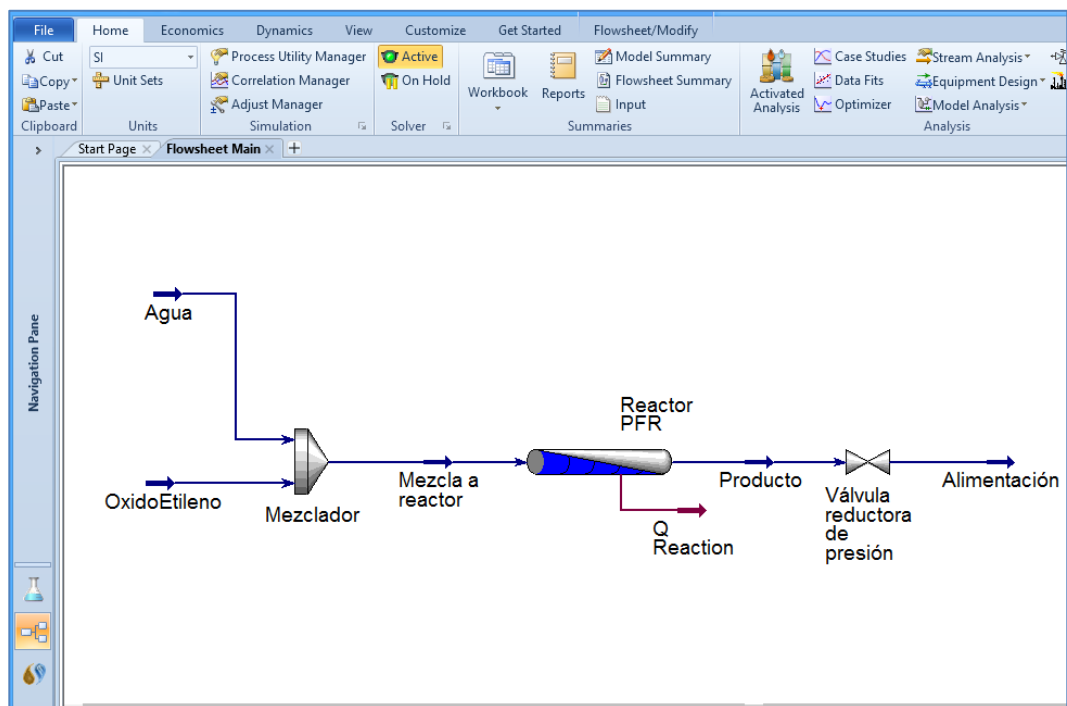 File Home Economics Dynamics View Customize Get Started Flowsheet/Modify
Cut SI Process Utility Manager Active Model Summary Case Studies Stream Analysis
Copy Unit Sets Correlation Manager On Hold Workbook Reports Flowsheet Summary Activated Analysis Data Fits Equipment Design
Paste Adjust Manager Input Optimizer Model Analysis
Clipboard Units Simulation Solver Summaries Analysis
Start Page Flowsheet Main
Navigation Pane
Agua
OxidoEtileno
Mezclador
Mezcla a
reactor
Reactor
PFR
Q
Reaction
Producto
Válvula
reductora
de
presión
Alimentación